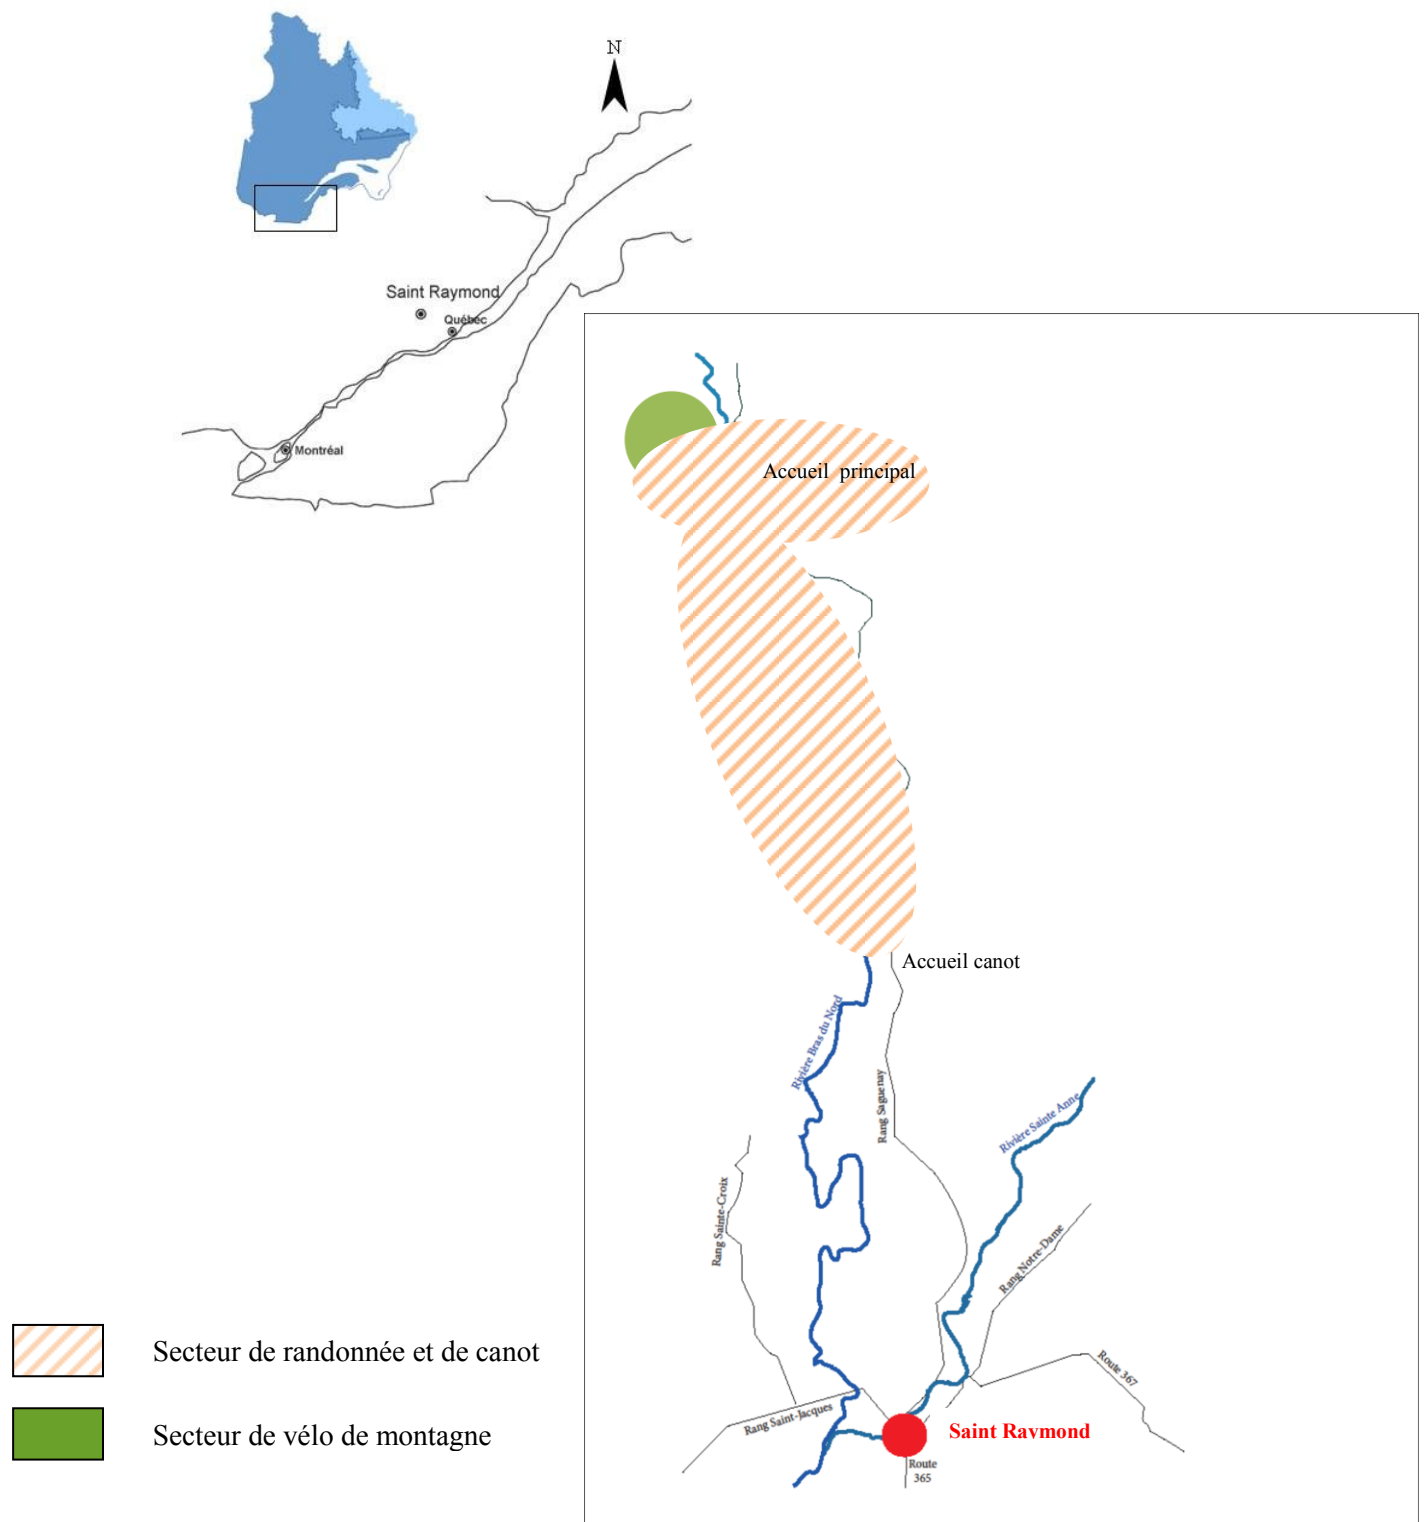 N
Saint Raymond
Québec
Montréal
Accueil principal
Accueil canot
Rivière Bras du Nord
Rang Saguenay
Rivière Sainte Anne
Rang Sainte-Croix
Rang Notre-Dame
Secteur de randonnée et de canot
Route 367
Rang Saint-Jacques
Saint Raymond
Secteur de vélo de montagne
Route
365